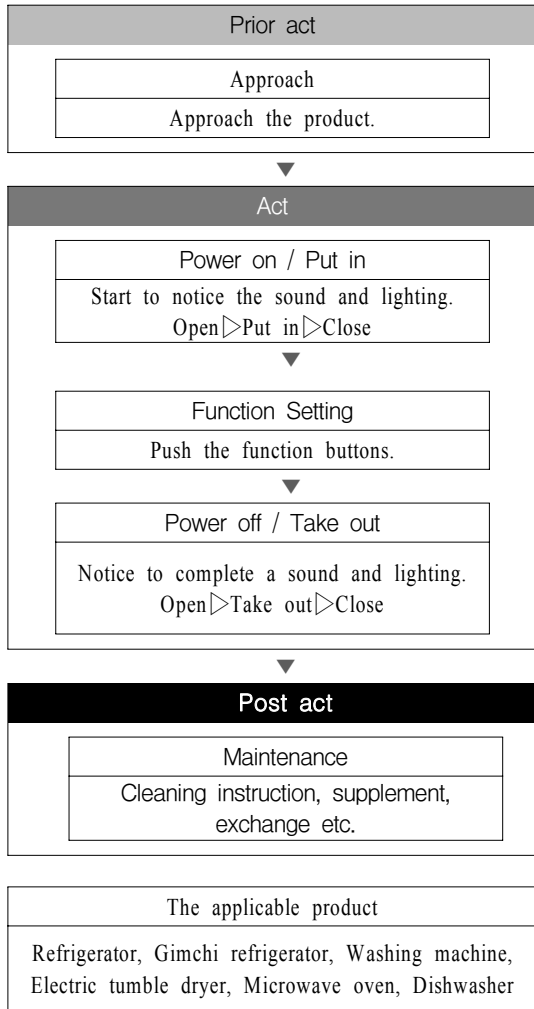 Prior act
Approach
Approach the product.
▼
Act
Power on / Put in
Start to notice the sound and lighting.
Open▷Put in▷Close
▼
Function Setting
Push the function buttons.
▼
Power off / Take out
Notice to complete a sound and lighting.
Open▷Take out▷Close
▼
Post act
Maintenance
Cleaning instruction, supplement,
exchange etc.
The applicable product
Refrigerator, Gimchi refrigerator, Washing machine,
Electric tumble dryer, Microwave oven, Dishwasher